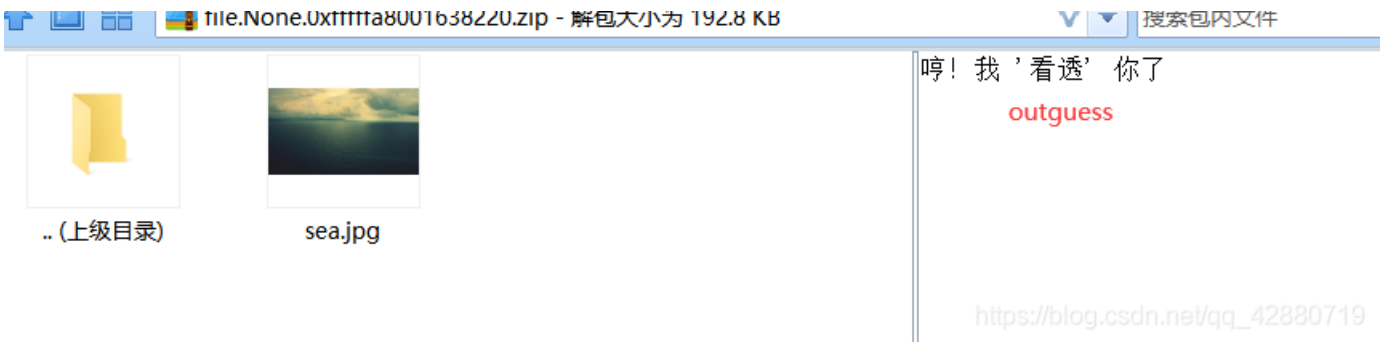 file.None.0xfffffa8001638220.zip - 解包大小为 192.8 KB
搜索包内文件
哼！我 '看透' 你了
outguess
.. (上级目录)
sea.jpg
https://blog.csdn.net/qq_42880719